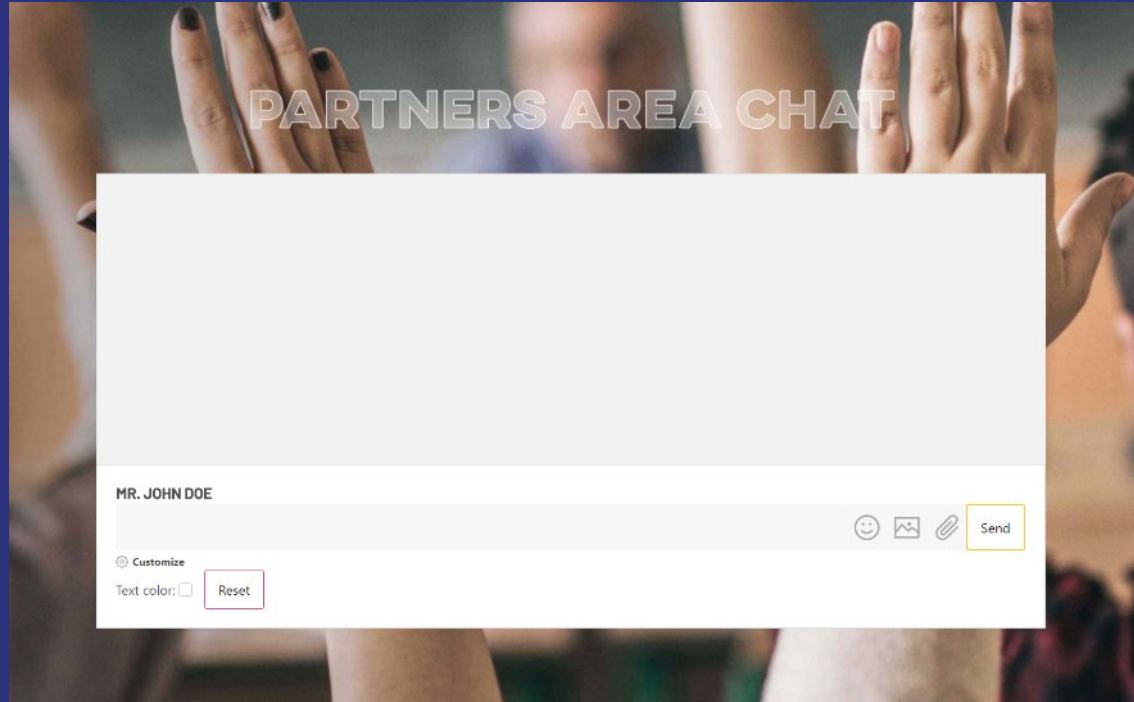 PARTNERS AREA CHAT
MR. JOHN DOE
Send
Customize
Text color:
Reset